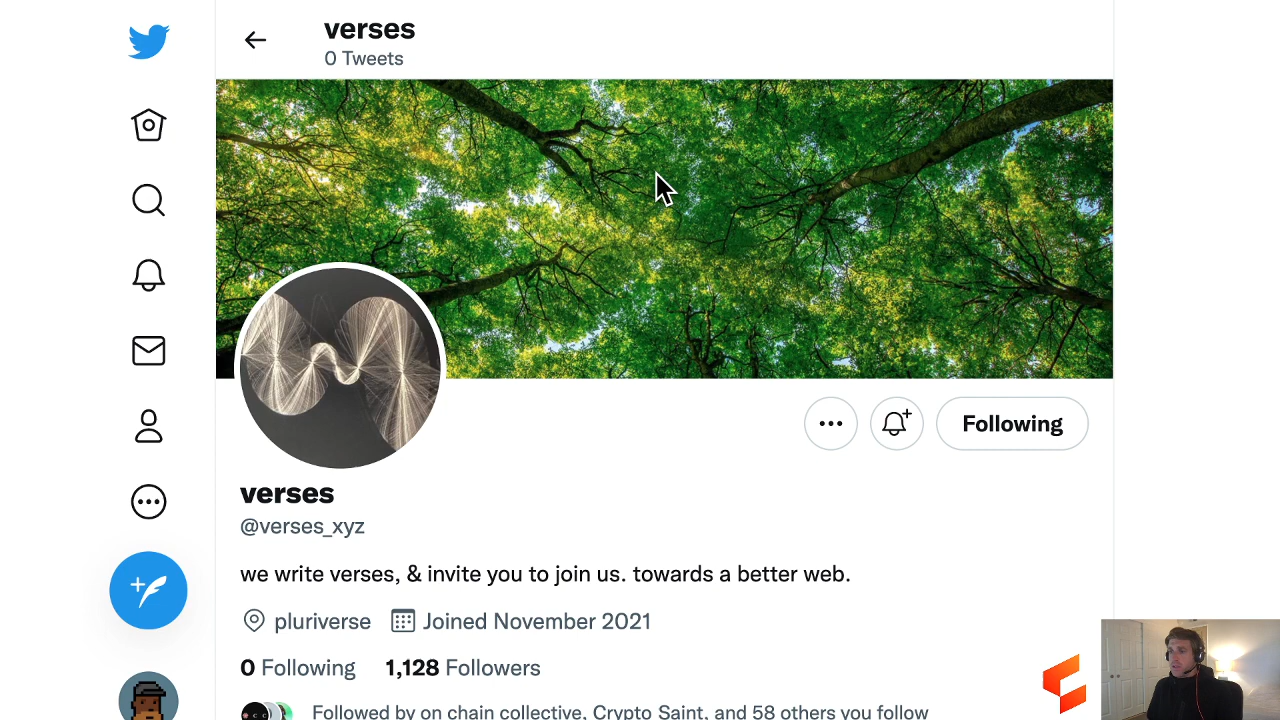 verses
0 Tweets
Following
verses
@verses_xyz
we write verses, & invite you to join us. towards a better web.
pluriverse Joined November 2021
0 Following 1,128 Followers
Followed by on chain collective, Crypto Saint, and 58 others you follow